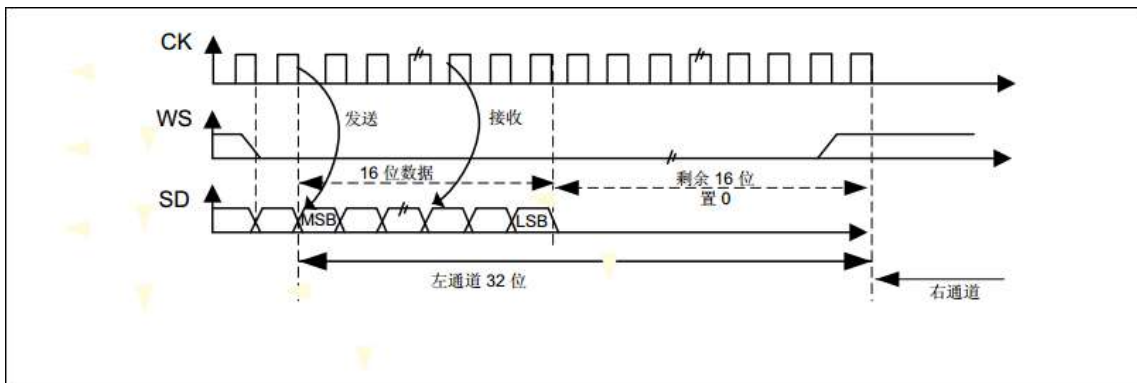 CK
发送
接收
WS
16 位数据
剩余 16 位
置 0
SD
MSB
LSB
左通道 32 位
右通道